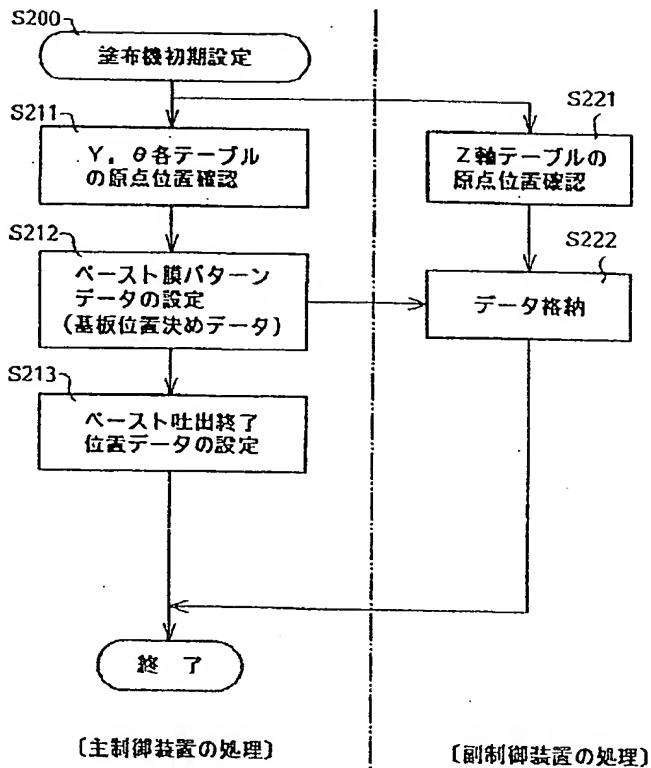 S200
塗布機初期設定
S211
Y，θ各テーブル
の原点位置確認
S221
Z軸テーブルの
原点位置確認
S212
ペースト膜パターン
データの設定
（基板位置決めデータ）
S222
データ格納
S213
ペースト吐出終了
位置データの設定
終 了
〔主制御装置の処理〕
〔副制御装置の処理〕